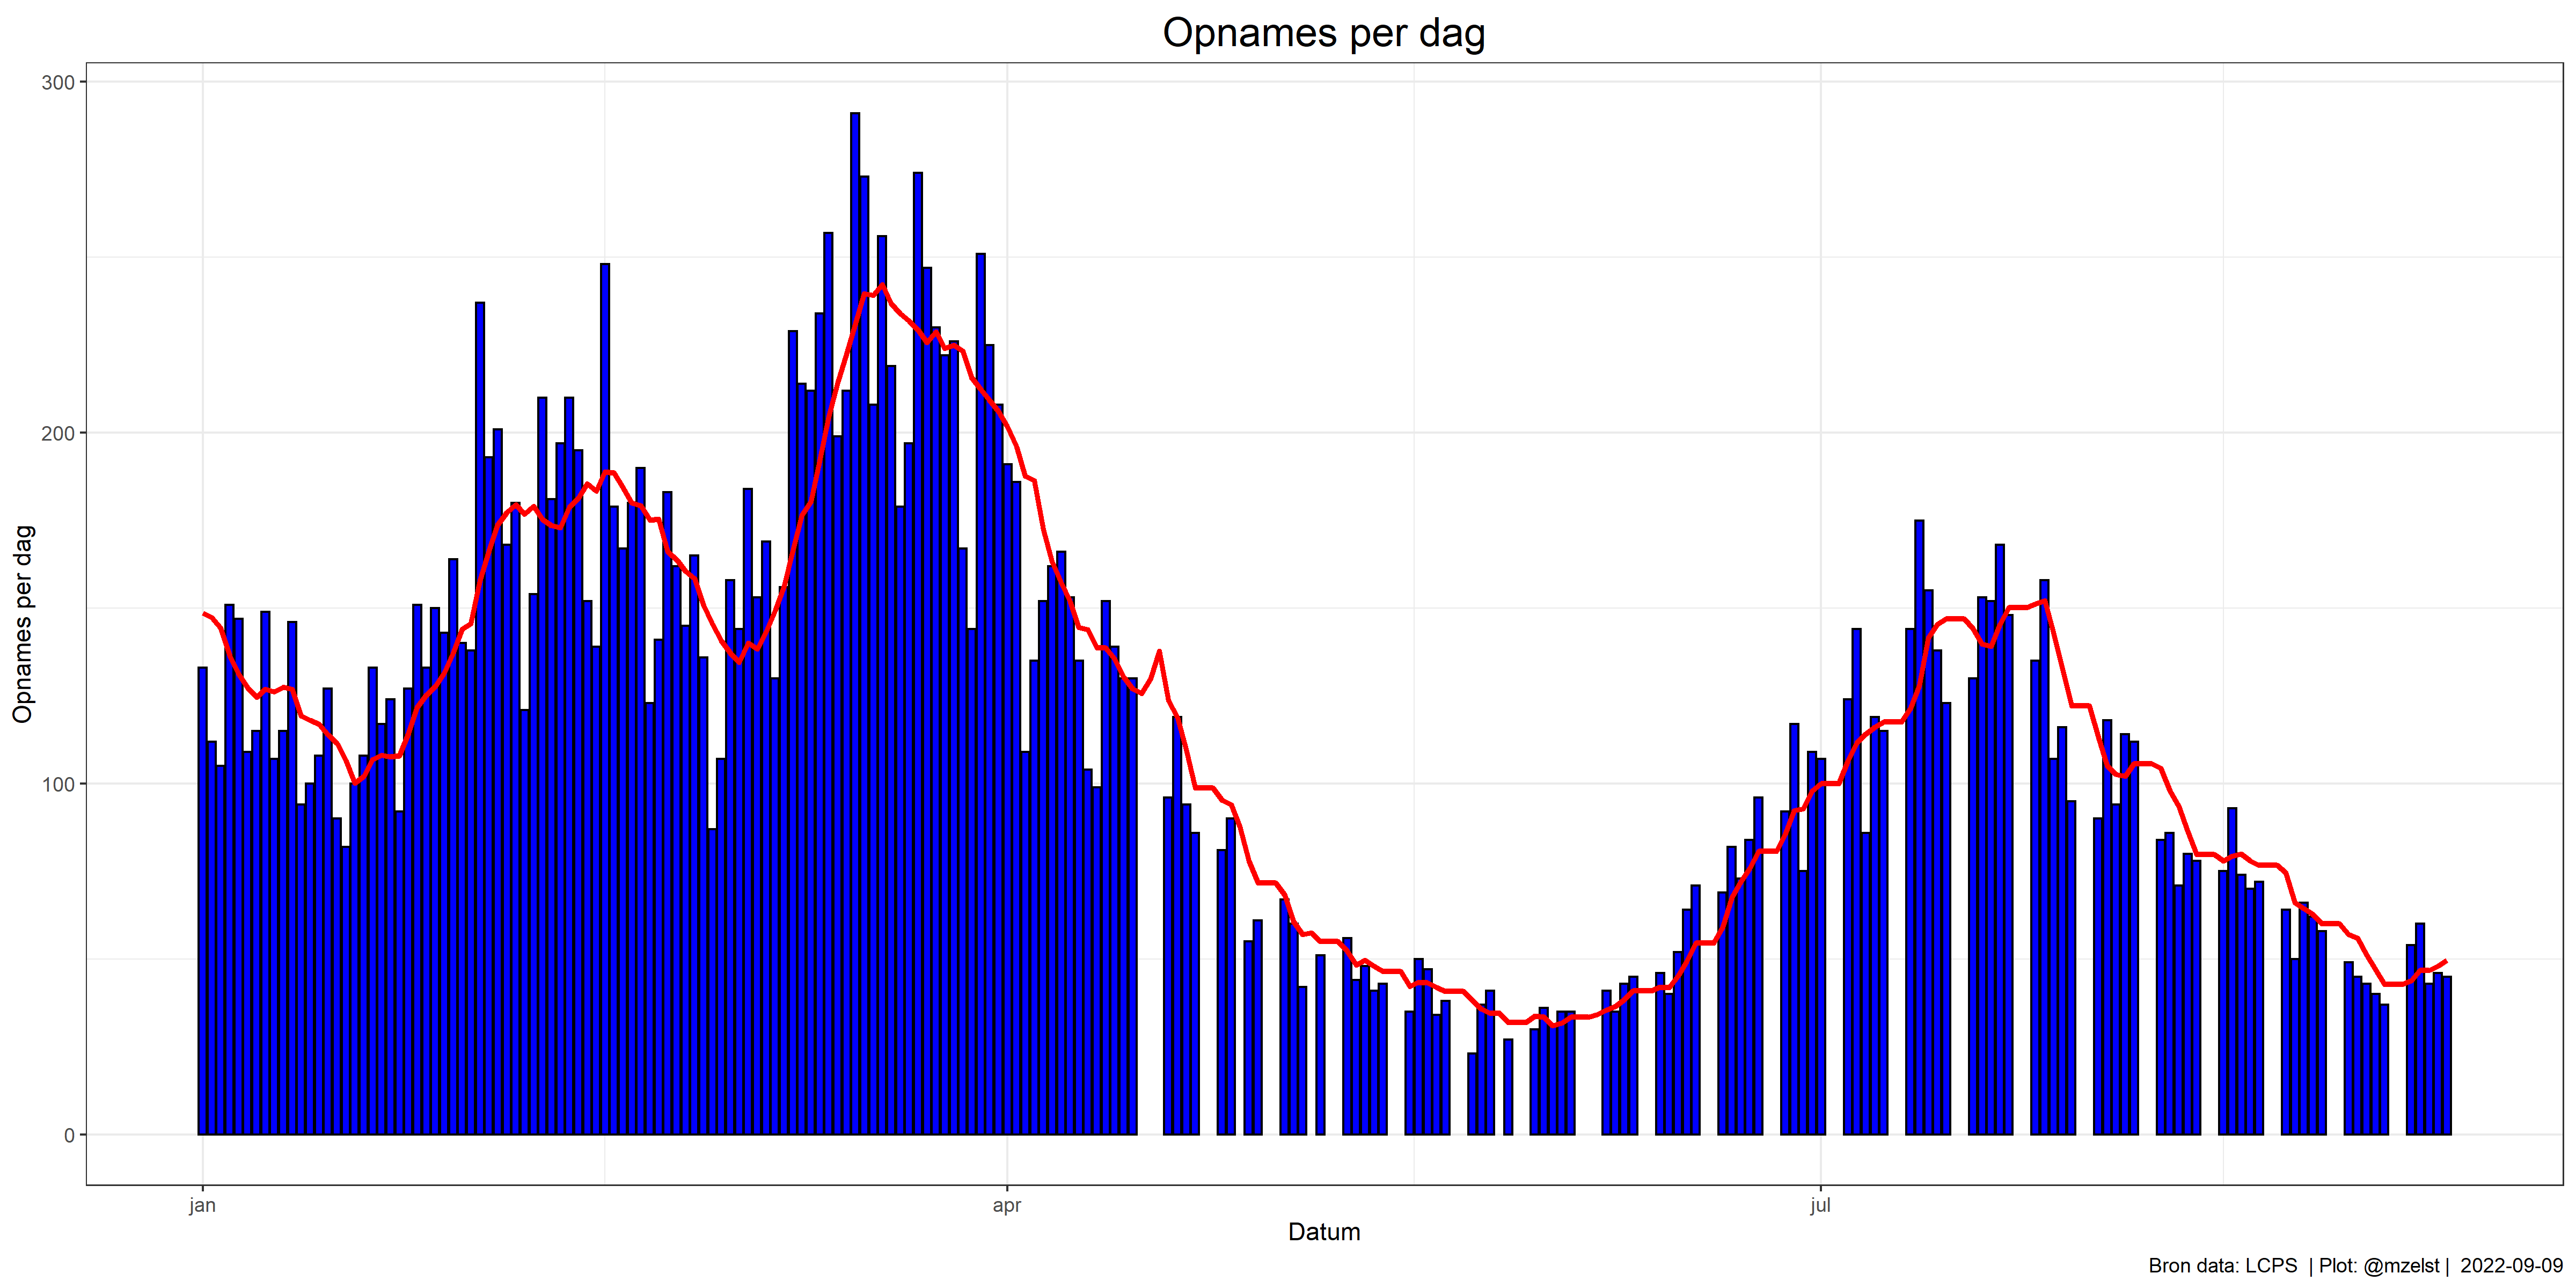 Opnames per dag
300
200
100
0
Opnames per dag
jan
apr
jul
Datum
Bron data: LCPS | Plot: @mzelst | 2022-09-09